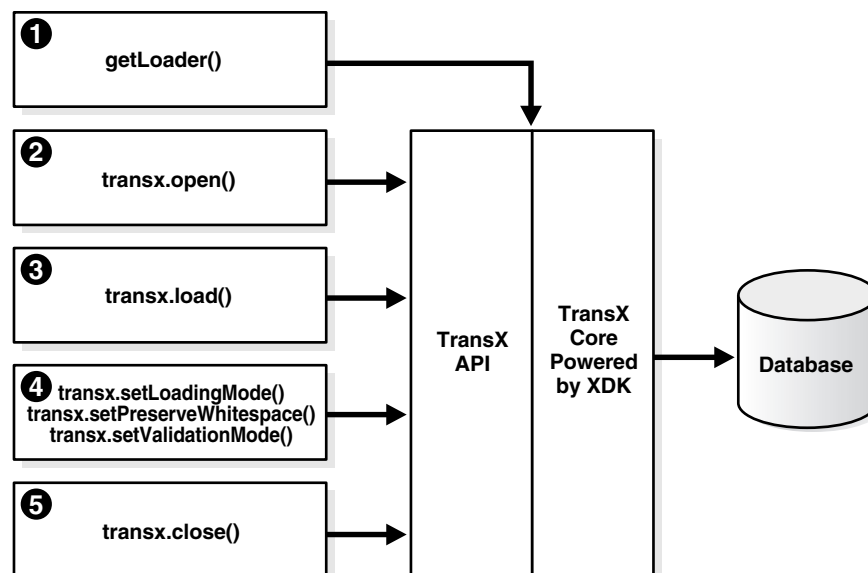 1
getLoader()
2
transx.open()
3
transx.load()
4
transx.setLoadingMode()
transx.setPreserveWhitespace()
transx.setValidationMode()
5
transx.close()
TransX
API
TransX
Core
Powered
by XDK
Database